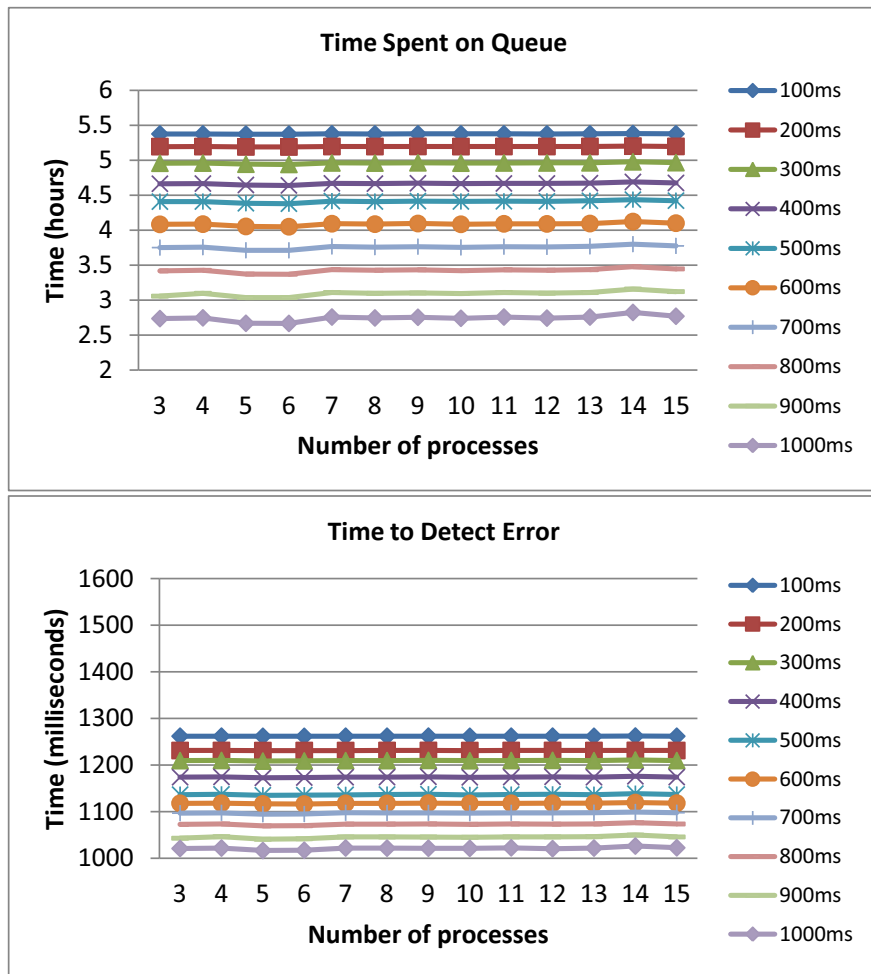 Time Spent on Queue
Time (hours)
6
5.5
5
4.5
4
3.5
3
2.5
2
3 4 5 6 7 8 9 10 11 12 13 14 15
Number of processes
100ms
200ms
300ms
400ms
500ms
600ms
700ms
800ms
900ms
1000ms
Time to Detect Error
Time (milliseconds)
1600
1500
1400
1300
1200
1100
1000
3 4 5 6 7 8 9 10 11 12 13 14 15
Number of processes
100ms
200ms
300ms
400ms
500ms
600ms
700ms
800ms
900ms
1000ms